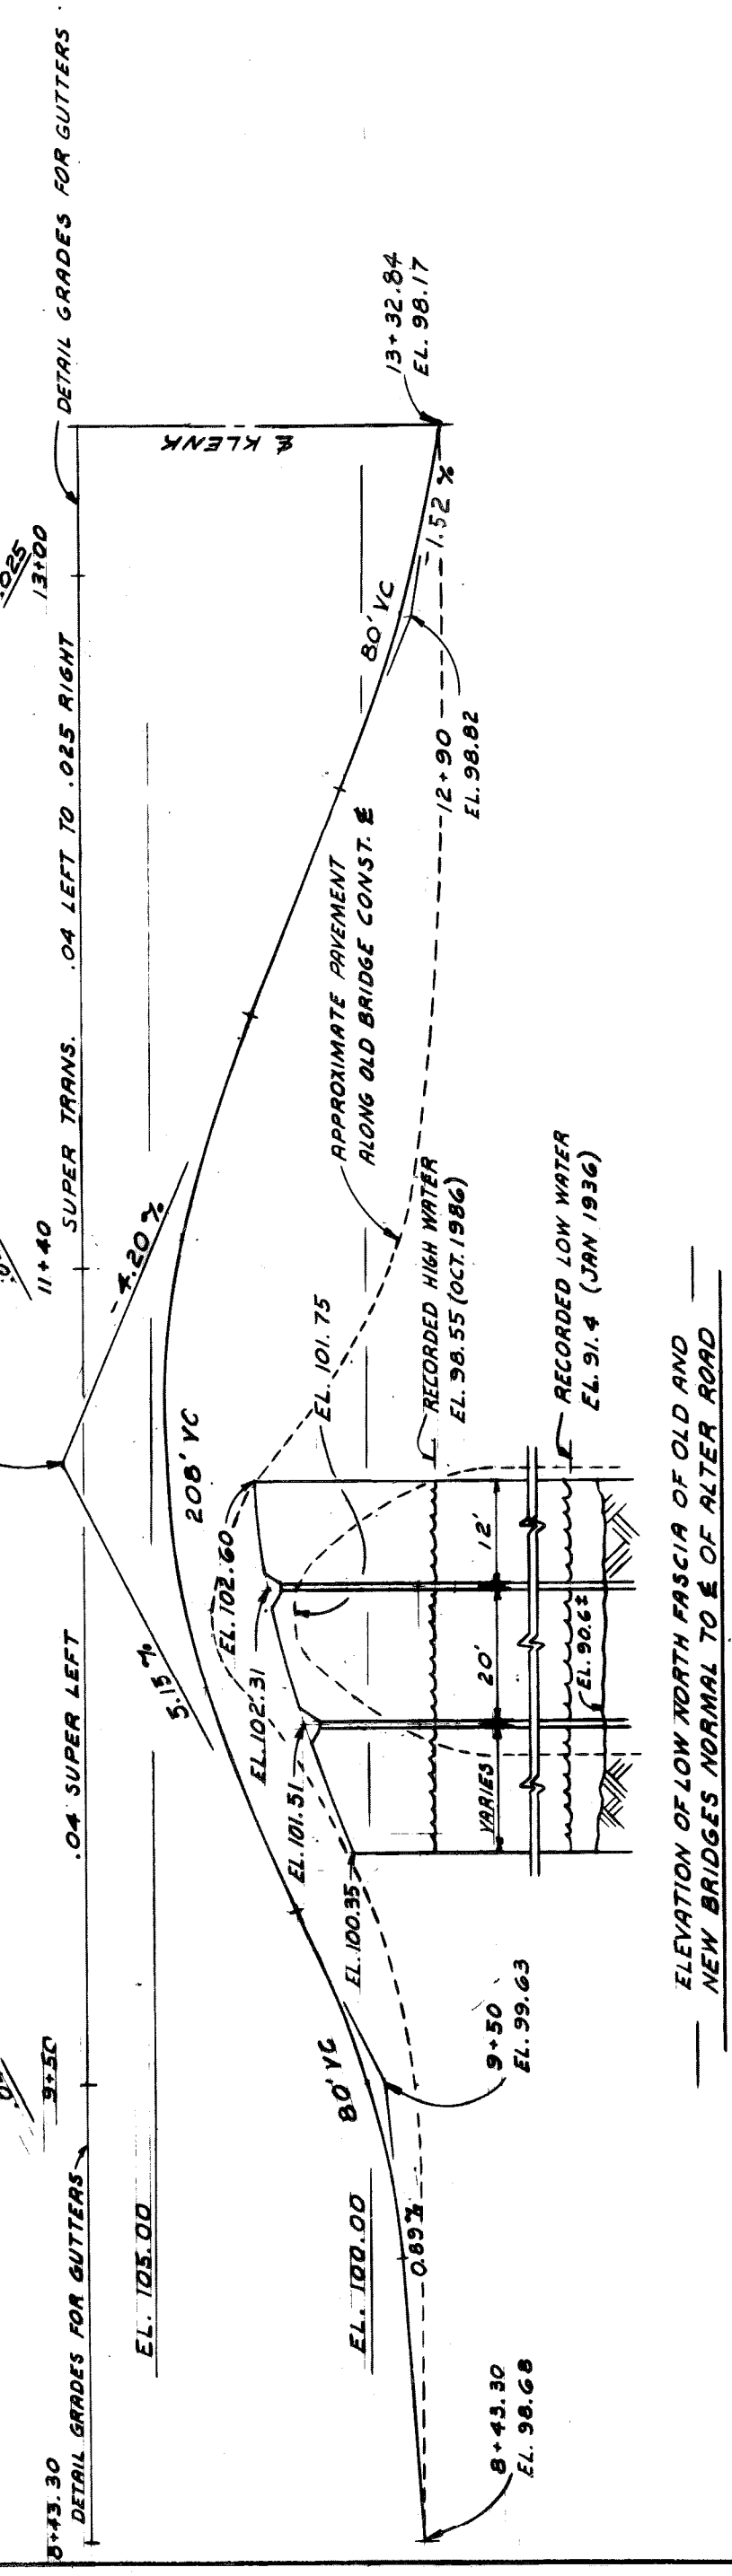 8+43.30
DETAIL GRADES FOR GUTTERS
9+50
.04 SUPER LEFT
11+40
SUPER TRANS. .04 LEFT TO .025 RIGHT
.025
13+00
DETAIL GRADES FOR GUTTERS
EL. 105.00
5.15 %
208' VC
- 4.20 %
℄ KLENK
EL. 100.00
0.89%
80' VC
8+43.30
EL. 98.68
9+50
EL. 99.63
EL. 100.35
EL. 101.51
EL. 102.31
EL. 102.60
EL. 101.75
APPROXIMATE PAVEMENT
ALONG OLD BRIDGE CONST. ℄
80' VC
-1.52 %
12+90
EL. 98.82
13+32.84
EL. 98.17
RECORDED HIGH WATER
EL. 98.55 (OCT. 1986)
VARIES
20'
12'
EL. 90.6±
RECORDED LOW WATER
EL. 91.4 (JAN 1936)
ELEVATION OF LOW NORTH FASCIA OF OLD AND
NEW BRIDGES NORMAL TO ℄ OF ALTER ROAD